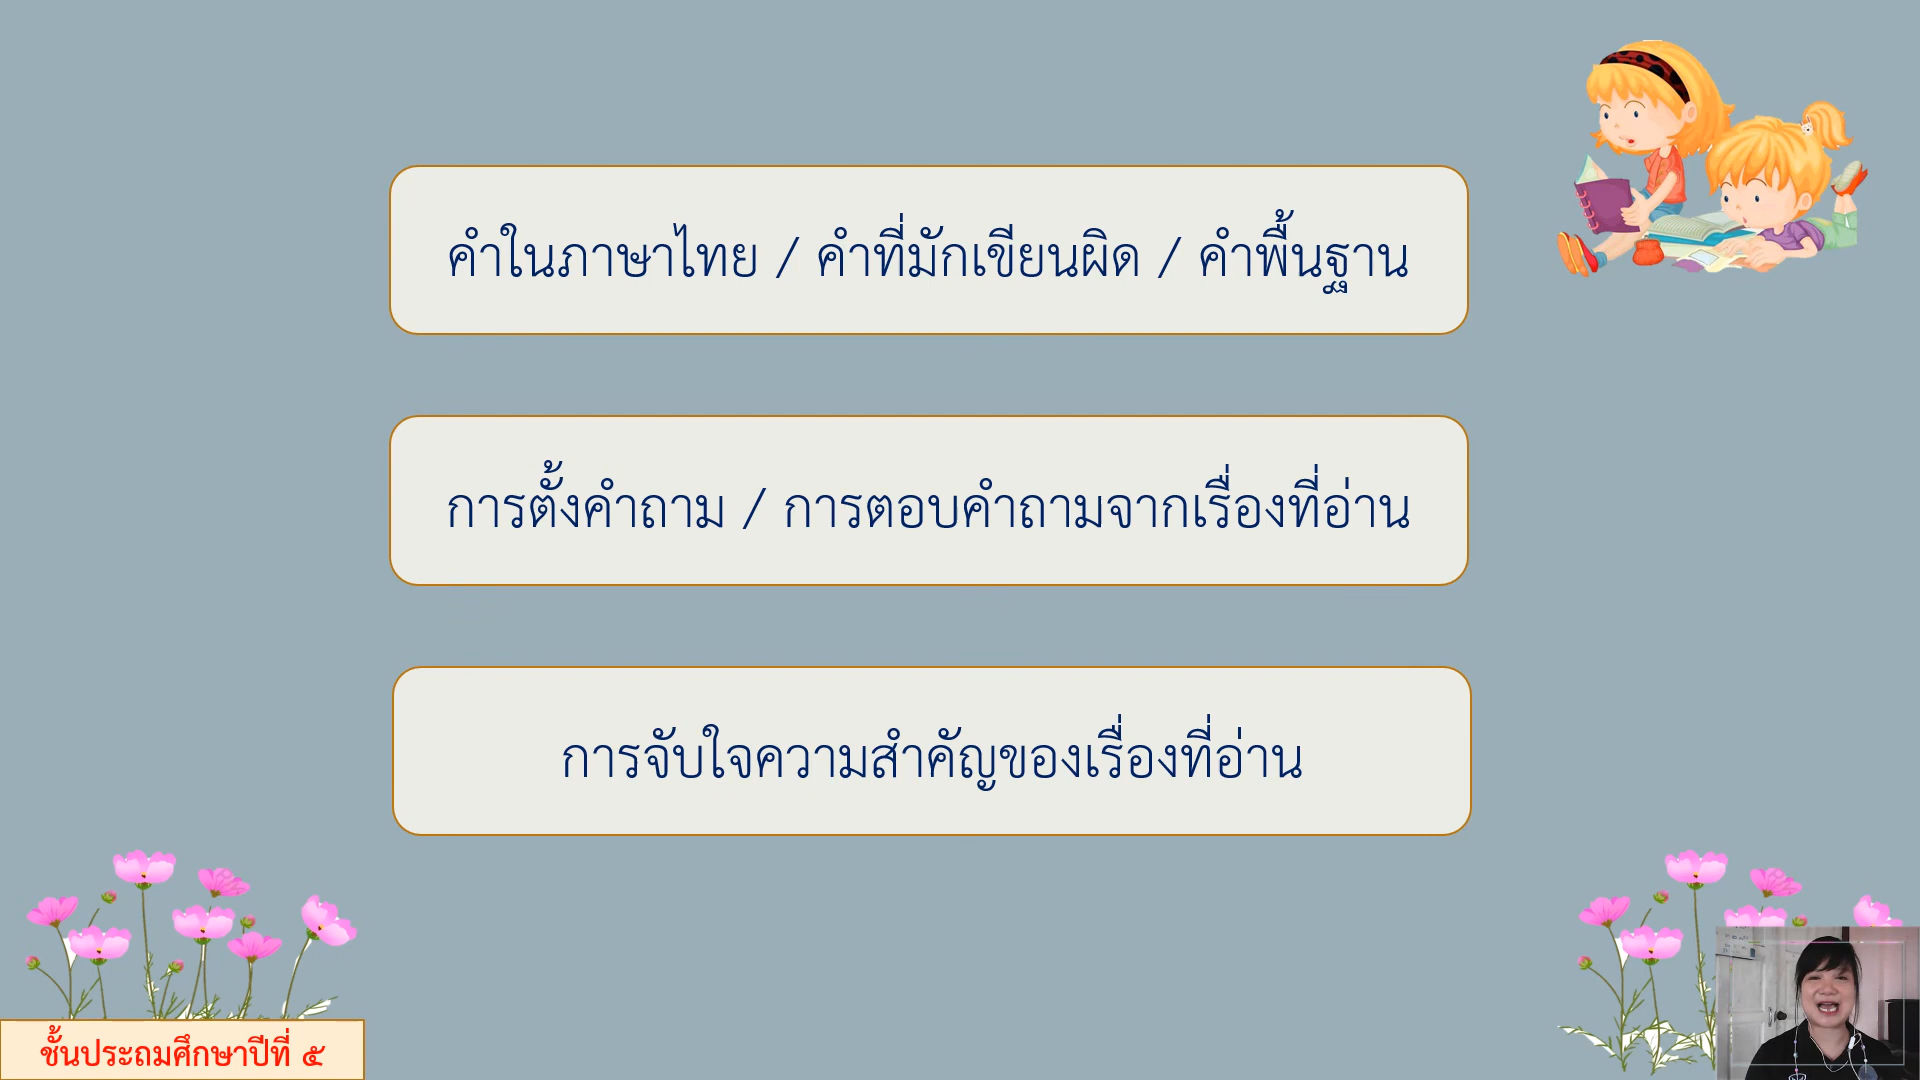 คำในภาษาไทย / คำที่มักเขียนผิด / คำพื้นฐาน
การตั้งคำถาม / การตอบคำถามจากเรื่องที่อ่าน
การจับใจความสำคัญของเรื่องที่อ่าน
ชั้นประถมศึกษาปีที่ ๕